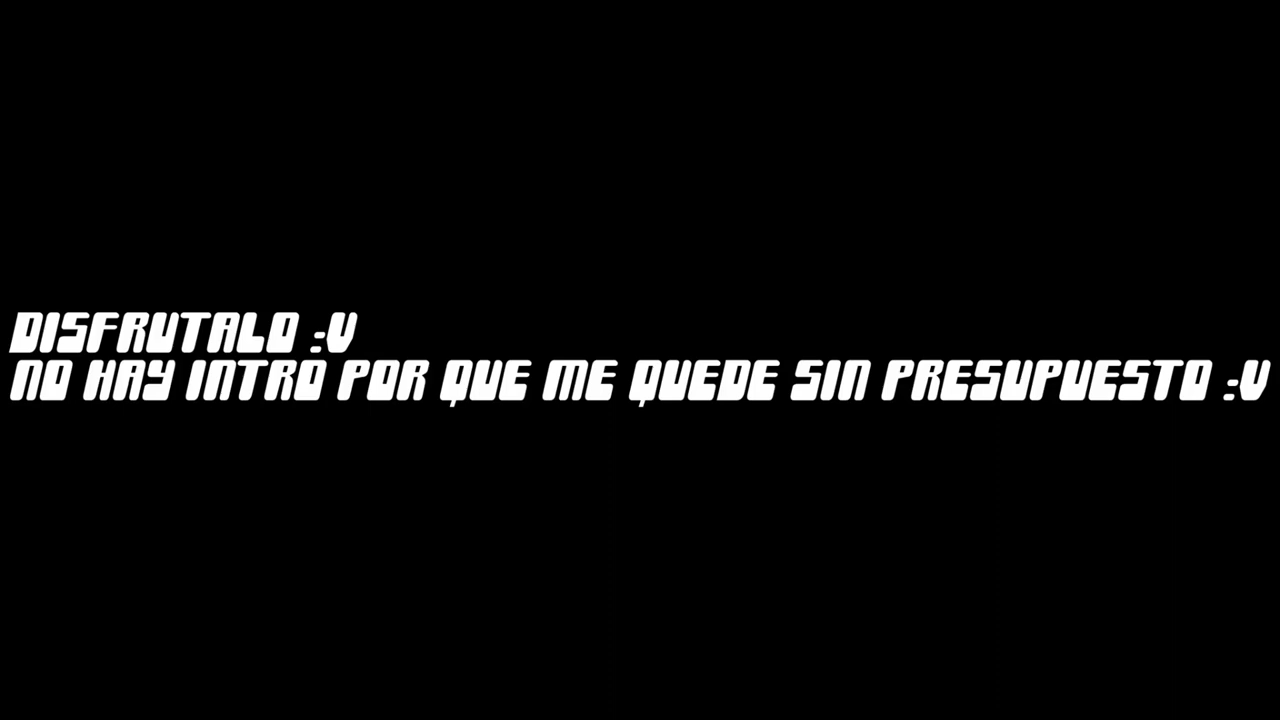 DISFRUTALO :V
NO HAY INTRO POR QUE ME QUEDE SIN PRESUPUESTO :V